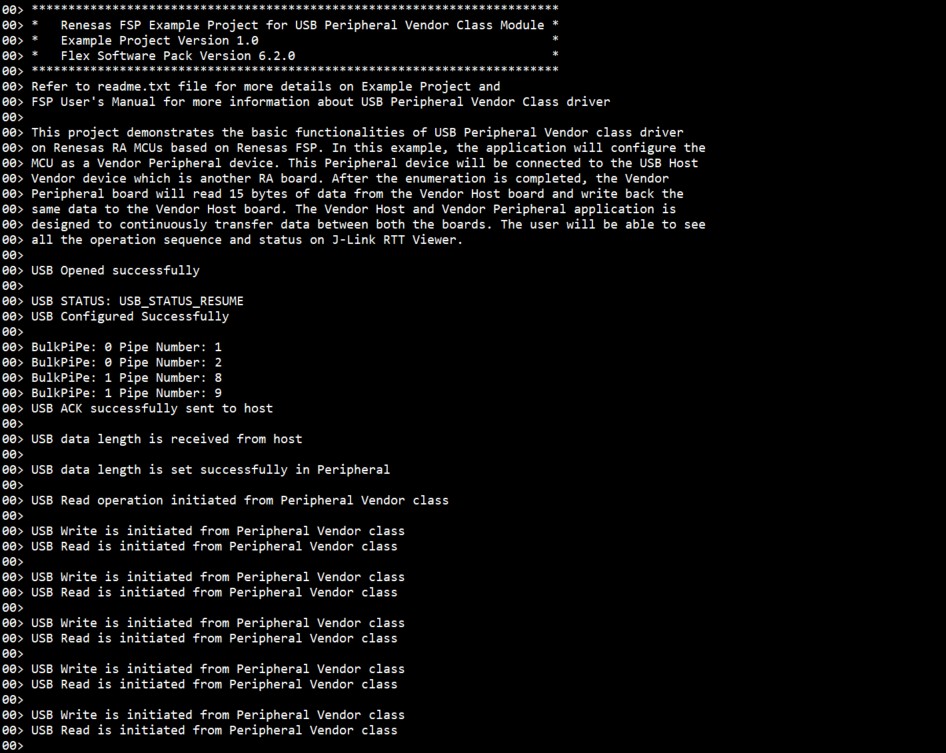 00> ************************************************************************
00> *   Renesas FSP Example Project for USB Peripheral Vendor Class Module *
00> *   Example Project Version 1.0                                        *
00> *   Flex Software Pack Version 6.2.0                                   *
00> ************************************************************************
00> Refer to readme.txt file for more details on Example Project and
00> FSP User's Manual for more information about USB Peripheral Vendor Class driver
00>
00> This project demonstrates the basic functionalities of USB Peripheral Vendor class driver
00> on Renesas RA MCUs based on Renesas FSP. In this example, the application will configure the
00> MCU as a Vendor Peripheral device. This Peripheral device will be connected to the USB Host
00> Vendor device which is another RA board. After the enumeration is completed, the Vendor
00> Peripheral board will read 15 bytes of data from the Vendor Host board and write back the
00> same data to the Vendor Host board. The Vendor Host and Vendor Peripheral application is
00> designed to continuously transfer data between both the boards. The user will be able to see
00> all the operation sequence and status on J-Link RTT Viewer.
00>
00> USB Opened successfully
00>
00> USB STATUS: USB_STATUS_RESUME
00> USB Configured Successfully
00>
00> BulkPiPe: 0 Pipe Number: 1
00> BulkPiPe: 0 Pipe Number: 2
00> BulkPiPe: 1 Pipe Number: 8
00> BulkPiPe: 1 Pipe Number: 9
00> USB ACK successfully sent to host
00>
00> USB data length is received from host
00>
00> USB data length is set successfully in Peripheral
00>
00> USB Read operation initiated from Peripheral Vendor class
00>
00> USB Write is initiated from Peripheral Vendor class
00> USB Read is initiated from Peripheral Vendor class
00>
00> USB Write is initiated from Peripheral Vendor class
00> USB Read is initiated from Peripheral Vendor class
00>
00> USB Write is initiated from Peripheral Vendor class
00> USB Read is initiated from Peripheral Vendor class
00>
00> USB Write is initiated from Peripheral Vendor class
00> USB Read is initiated from Peripheral Vendor class
00>
00> USB Write is initiated from Peripheral Vendor class
00> USB Read is initiated from Peripheral Vendor class
00>